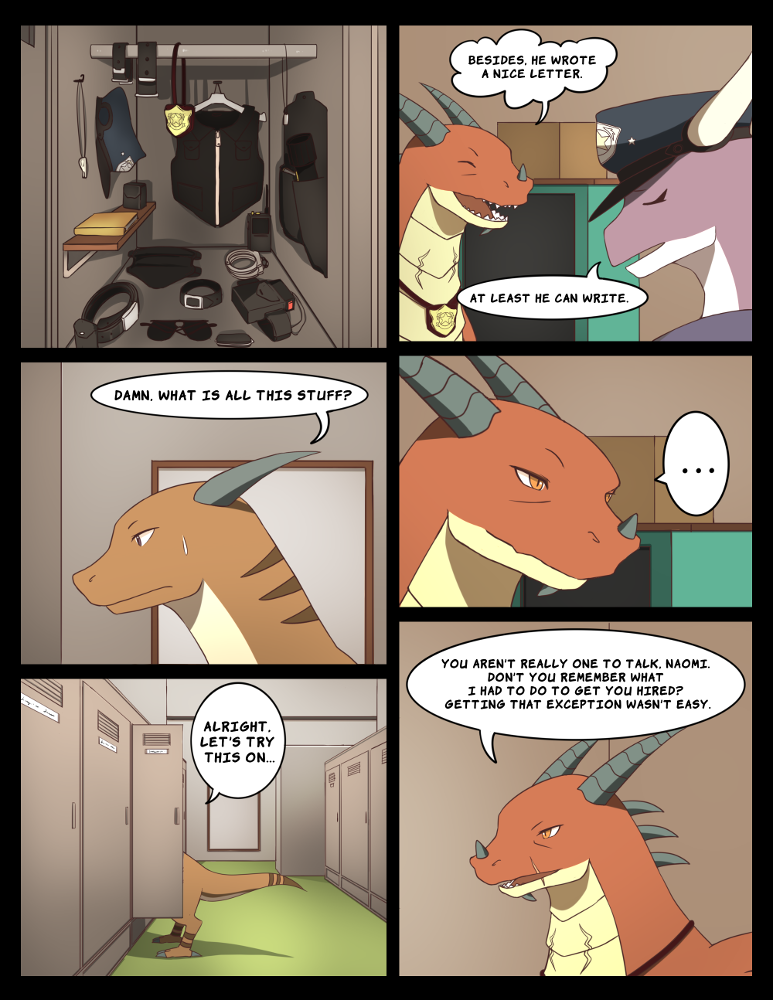 DAMN, WHAT IS ALL THIS STUFF?
ALRIGHT,
LET'S TRY
THIS ON...
BESIDES, HE WROTE
A NICE LETTER.
AT LEAST HE CAN WRITE.
...
YOU AREN'T REALLY ONE TO TALK, NAOMI.
DON'T YOU REMEMBER WHAT
I HAD TO DO TO GET YOU HIRED?
GETTING THAT EXCEPTION WASN'T EASY.